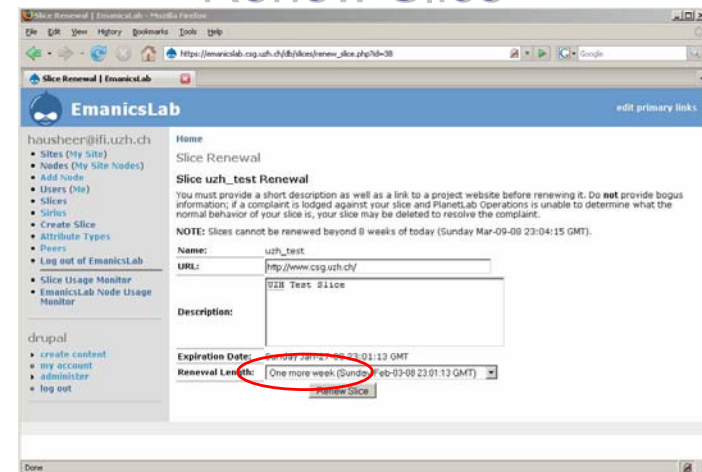 Renew Slice
Slice Renewal | EmanicsLab - Mozilla Firefox
File Edit View History Bookmarks Tools Help
https://emanicslab.csg.uzh.ch/db/slices/renew_slice.php?id=38
Google
Slice Renewal | EmanicsLab
EmanicsLab
edit primary links
hausheer@ifi.uzh.ch
Sites (My Site)
Nodes (My Site Nodes)
Add Node
Users (Me)
Slices
Sirius
Create Slice
Attribute Types
Peers
Log out of EmanicsLab
Slice Usage Monitor
EmanicsLab Node Usage
Monitor
drupal
create content
my account
administer
log out
Home
Slice Renewal
Slice uzh_test Renewal
You must provide a short description as well as a link to a project website before renewing it. Do not provide bogus
information; if a complaint is lodged against your slice and PlanetLab Operations is unable to determine what the
normal behavior of your slice is, your slice may be deleted to resolve the complaint.
NOTE: Slices cannot be renewed beyond 8 weeks of today (Sunday Mar-09-08 23:04:15 GMT).
Name: uzh_test
URL: http://www.csg.uzh.ch/
Description: UZH Test Slice
Expiration Date: Sunday Jan-27-08 23:01:13 GMT
Renewal Length: One more week (Sunday Feb-03-08 23:01:13 GMT)
Renew Slice
Done